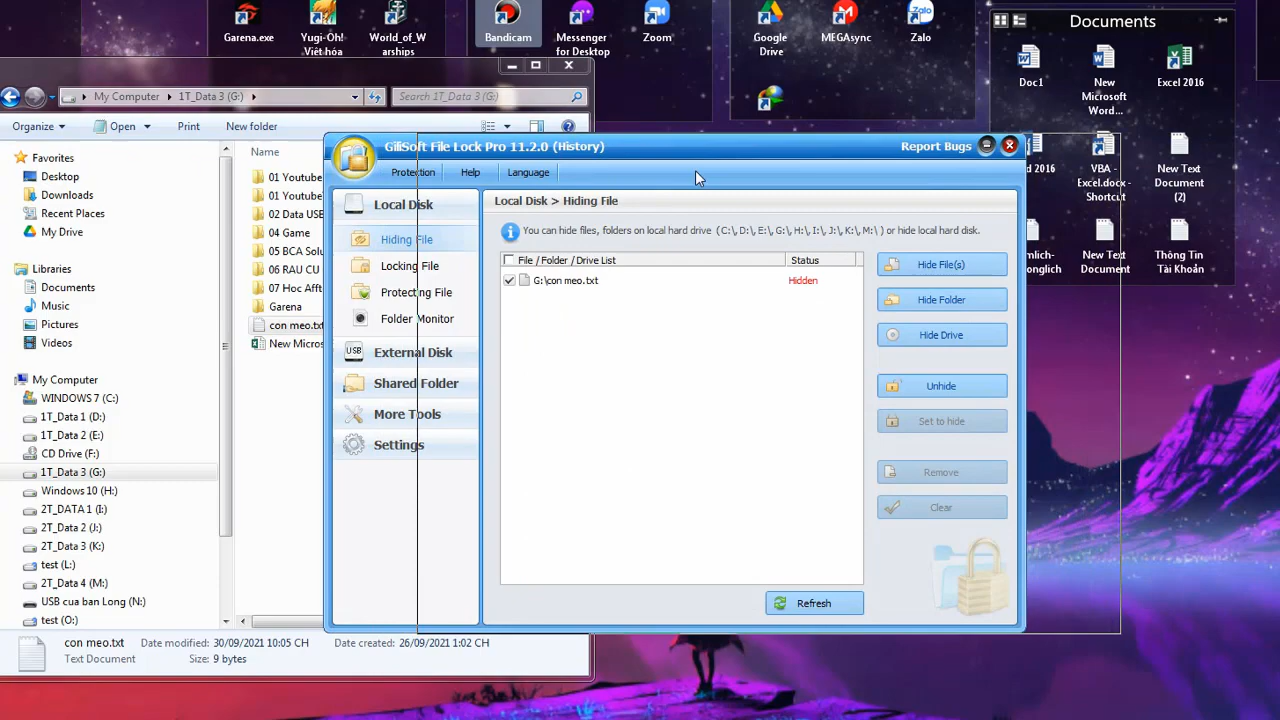 Garena.exe
Yugi-Oh!
Việt hóa
World_of_W
arships
Bandicam
Messenger
for Desktop
Zoom
Google
Drive
MEGAsync
Zalo
Documents
Doc1
New
Microsoft
Word...
Excel 2016
My Computer
1T_Data 3 (G:)
Search 1T_Data 3 (G:)
Organize
Open
Print
New folder
Name
Favorites
Desktop
Downloads
Recent Places
My Drive
Libraries
Documents
Music
Pictures
Videos
My Computer
WINDOWS 7 (C:)
1T_Data 1 (D:)
1T_Data 2 (E:)
CD Drive (F:)
1T_Data 3 (G:)
Windows 10 (H:)
2T_DATA 1 (I:)
2T_Data 2 (J:)
2T_Data 3 (K:)
test (L:)
2T_Data 4 (M:)
USB cua ban Long (N:)
test (O:)
01 Youtube
01 Youtube
02 Data USB
04 Game
05 BCA Solu
06 RAU CU
07 Hoc Afft
Garena
con meo.txt
New Micros
con meo.txt
Date modified: 30/09/2021 10:05 CH
Date created: 26/09/2021 1:02 CH
Text Document
Size: 9 bytes
GiliSoft File Lock Pro 11.2.0 (History)
Report Bugs
Protection
Help
Language
Local Disk
Hiding File
Locking File
Protecting File
Folder Monitor
USB
External Disk
Shared Folder
More Tools
Settings
Local Disk > Hiding File
You can hide files, folders on local hard drive (C:\, D:\, E:\, G:\, H:\, I:\, J:\, K:\, M:\ ) or hide local hard disk.
File / Folder / Drive List
Status
G:\con meo.txt
Hidden
Hide File(s)
Hide Folder
Hide Drive
Unhide
Set to hide
Remove
Clear
Refresh
d 2016
VBA -
Excel.docx -
Shortcut
New Text
Document
(2)
mlich-
onglich
New Text
Document
Thông Tin
Tài Khoản